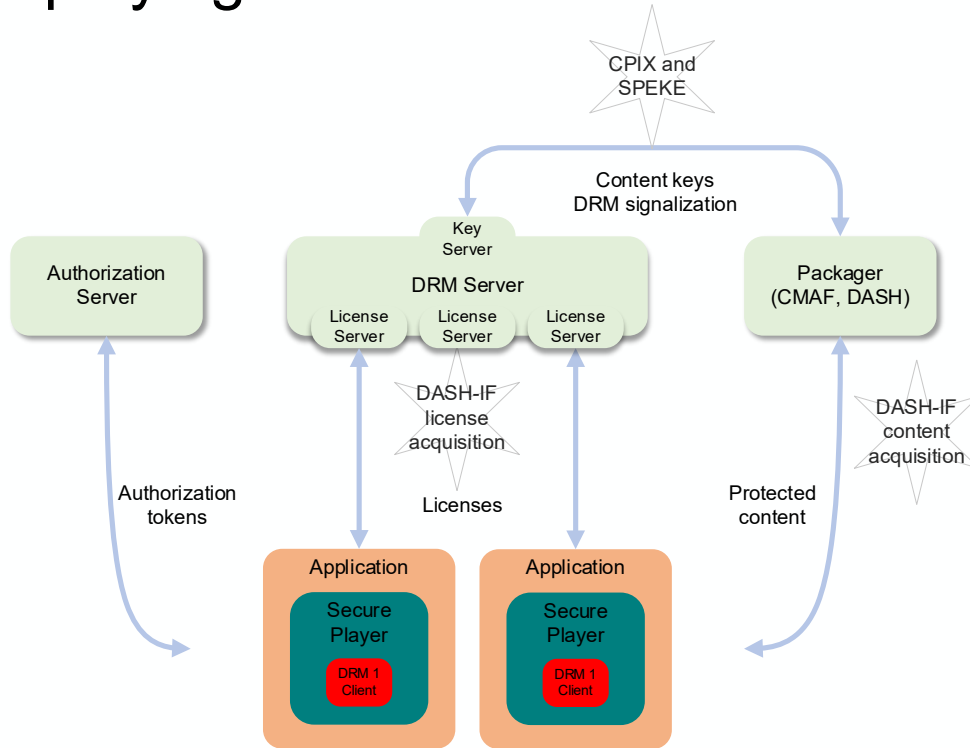 CPIX and
SPEKE
Content keys
DRM signalization
Key
Server
Authorization
Server
DRM Server
Packager
(CMAF, DASH)
License
Server
License
Server
License
Server
DASH-IF
license
acquisition
DASH-IF
content
acquisition
Authorization
tokens
Licenses
Protected
content
Application
Secure
Player
DRM 1
Client
Application
Secure
Player
DRM 1
Client